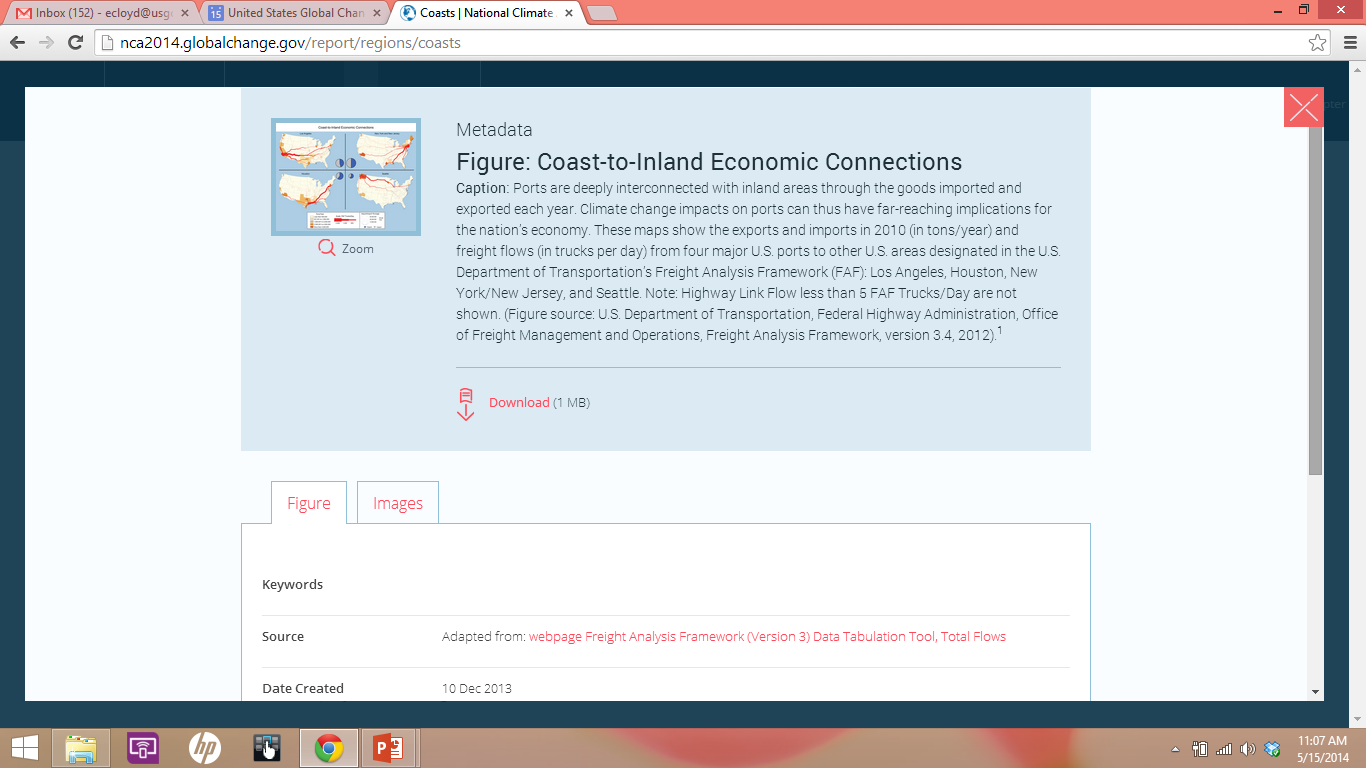 Inbox (152) - ecloyd@usg
United States Global Chan
Coasts | National Climate
nca2014.globalchange.gov/report/regions/coasts
Metadata
Figure: Coast-to-Inland Economic Connections
Caption: Ports are deeply interconnected with inland areas through the goods imported and
exported each year. Climate change impacts on ports can thus have far-reaching implications for
the nation's economy. These maps show the exports and imports in 2010 (in tons/year) and
freight flows (in trucks per day) from four major U.S. ports to other U.S. areas designated in the U.S.
Department of Transportation's Freight Analysis Framework (FAF): Los Angeles, Houston, New
York/New Jersey, and Seattle. Note: Highway Link Flow less than 5 FAF Trucks/Day are not
shown. (Figure source: U.S. Department of Transportation, Federal Highway Administration, Office
of Freight Management and Operations, Freight Analysis Framework, version 3.4, 2012).1
Coast-to-Inland Economic Connections
Zoom
Download (1 MB)
Figure
Images
Keywords
Source
Adapted from: webpage Freight Analysis Framework (Version 3) Data Tabulation Tool, Total Flows
Date Created
10 Dec 2013
15
hp
11:07 AM
5/15/2014